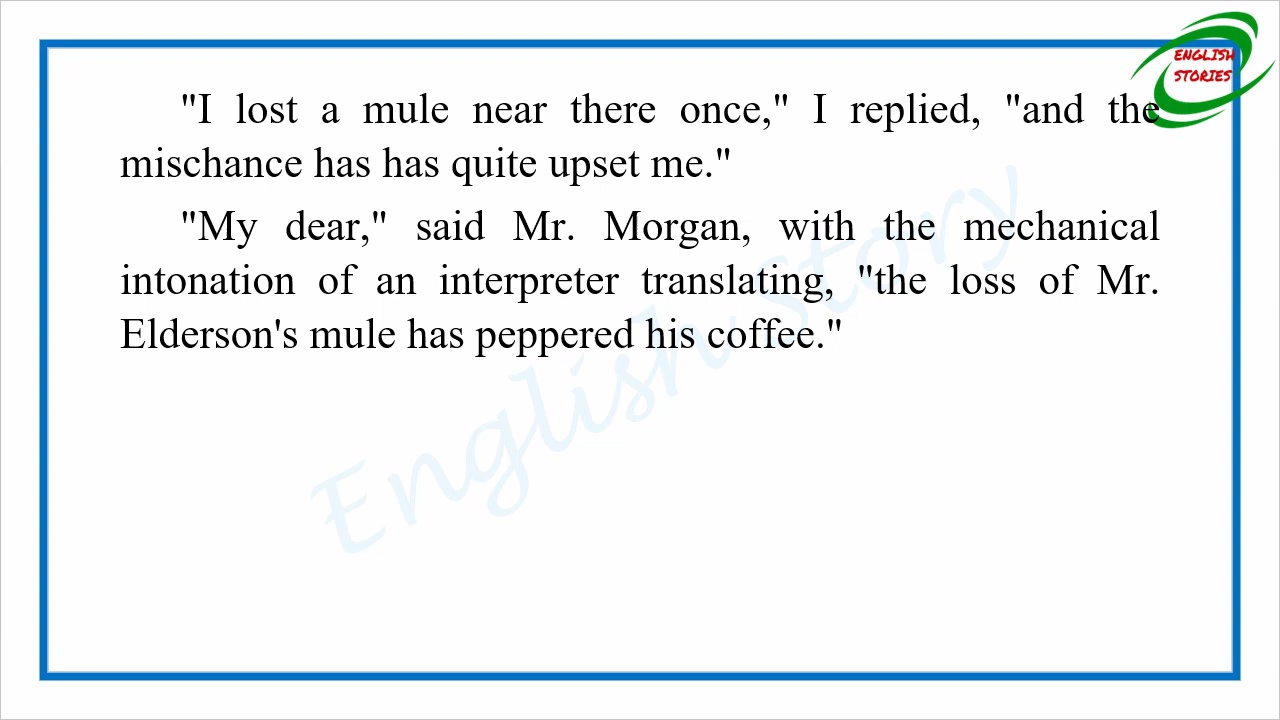 ENGLISH
STORIES
"I lost a mule near there once," I replied, "and the
mischance has has quite upset me."
"My dear," said Mr. Morgan, with the mechanical
intonation of an interpreter translating, "the loss of Mr.
Elderson's mule has peppered his coffee."
English Story